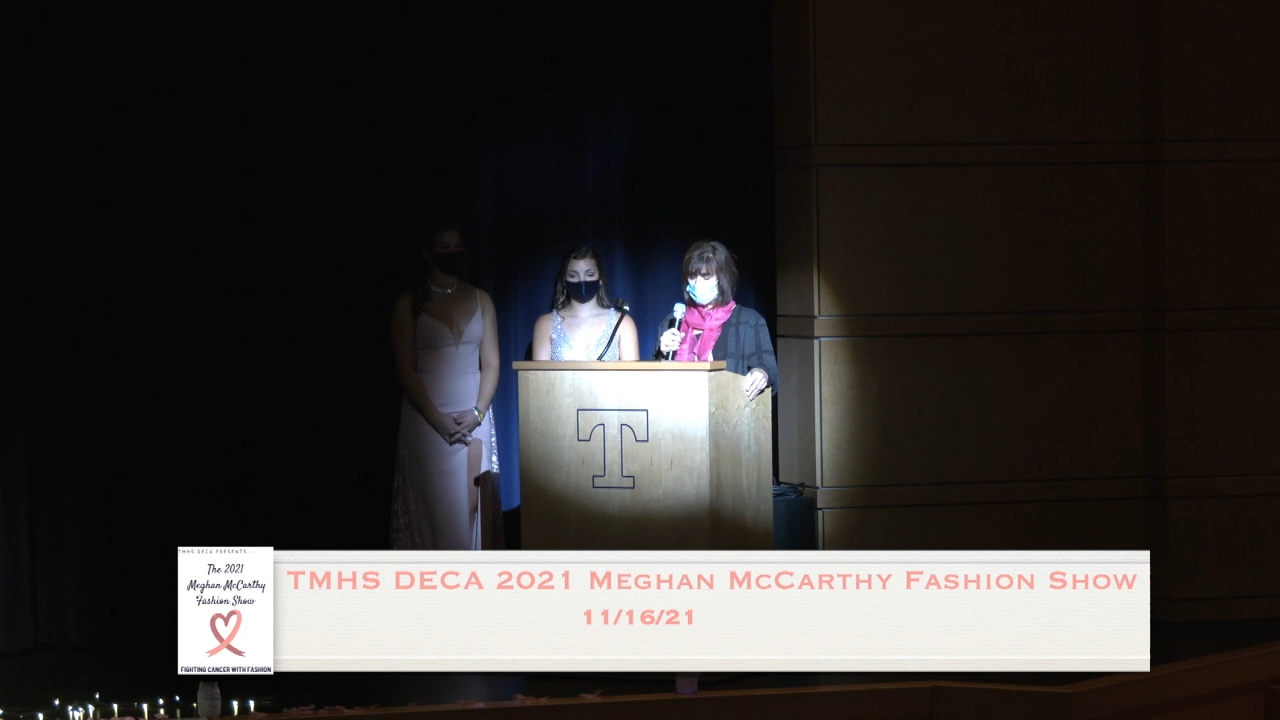 T
TMHS DECA PRESENTS...
The 2021
Meghan McCarthy
Fashion Show
FIGHTING CANCER WITH FASHION
TMHS DECA 2021 Meghan McCarthy Fashion Show
11/16/21